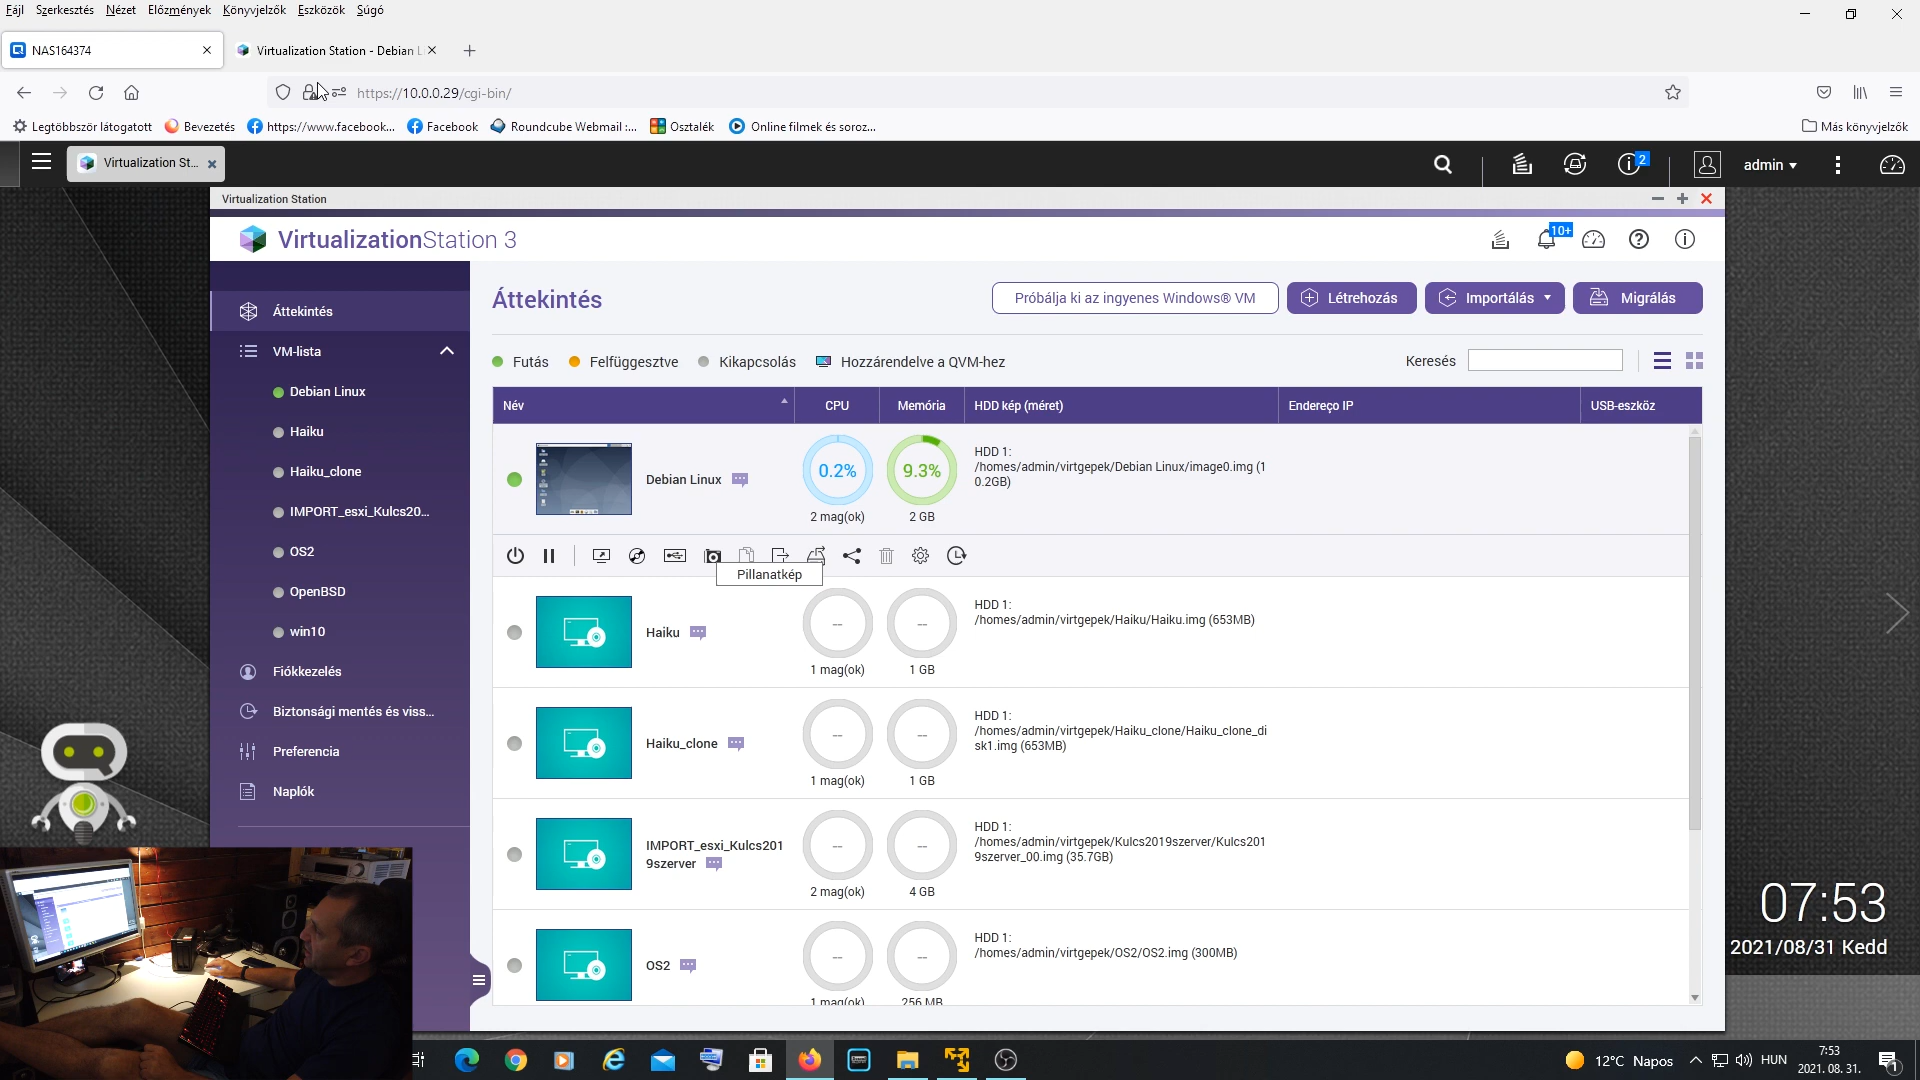 Fájl Szerkesztés Nézet Előzmények Könyvjelzők Eszközök Súgó
NAS164374
Virtualization Station - Debian L
https://10.0.0.29/cgi-bin/
Legtöbbször látogatott Bevezetés https://www.facebook... Facebook Roundcube Webmail :... Osztalék Online filmek és soroz... Más könyvjelzők
Virtualization St... 2 admin
Virtualization Station
VirtualizationStation 3 10+
Áttekintés
VM-lista
Debian Linux
Haiku
Haiku_clone
IMPORT_esxi_Kulcs20...
OS2
OpenBSD
win10
Fiókkezelés
Biztonsági mentés és viss...
Preferencia
Naplók
Áttekintés Próbálja ki az ingyenes Windows® VM Létrehozás Importálás Migrálás
Futás Felfüggesztve Kikapcsolás Hozzárendelve a QVM-hez Keresés
Név CPU Memória HDD kép (méret) Endereço IP USB-eszköz
Debian Linux 0.2% 2 mag(ok) 9.3% 2 GB
HDD 1:
/homes/admin/virtgepek/Debian Linux/image0.img (1
0.2GB)
Pillanatkép
Haiku -- 1 mag(ok) -- 1 GB
HDD 1:
/homes/admin/virtgepek/Haiku/Haiku.img (653MB)
Haiku_clone -- 1 mag(ok) -- 1 GB
HDD 1:
/homes/admin/virtgepek/Haiku_clone/Haiku_clone_di
sk1.img (653MB)
IMPORT_esxi_Kulcs201
9szerver -- 2 mag(ok) -- 4 GB
HDD 1:
/homes/admin/virtgepek/Kulcs2019szerver/Kulcs201
9szerver_00.img (35.7GB)
OS2 -- 1 mag(ok) -- 256 MB
HDD 1:
/homes/admin/virtgepek/OS2/OS2.img (300MB)
07:53
2021/08/31 Kedd
12°C Napos HUN 7:53
2021. 08. 31. 1